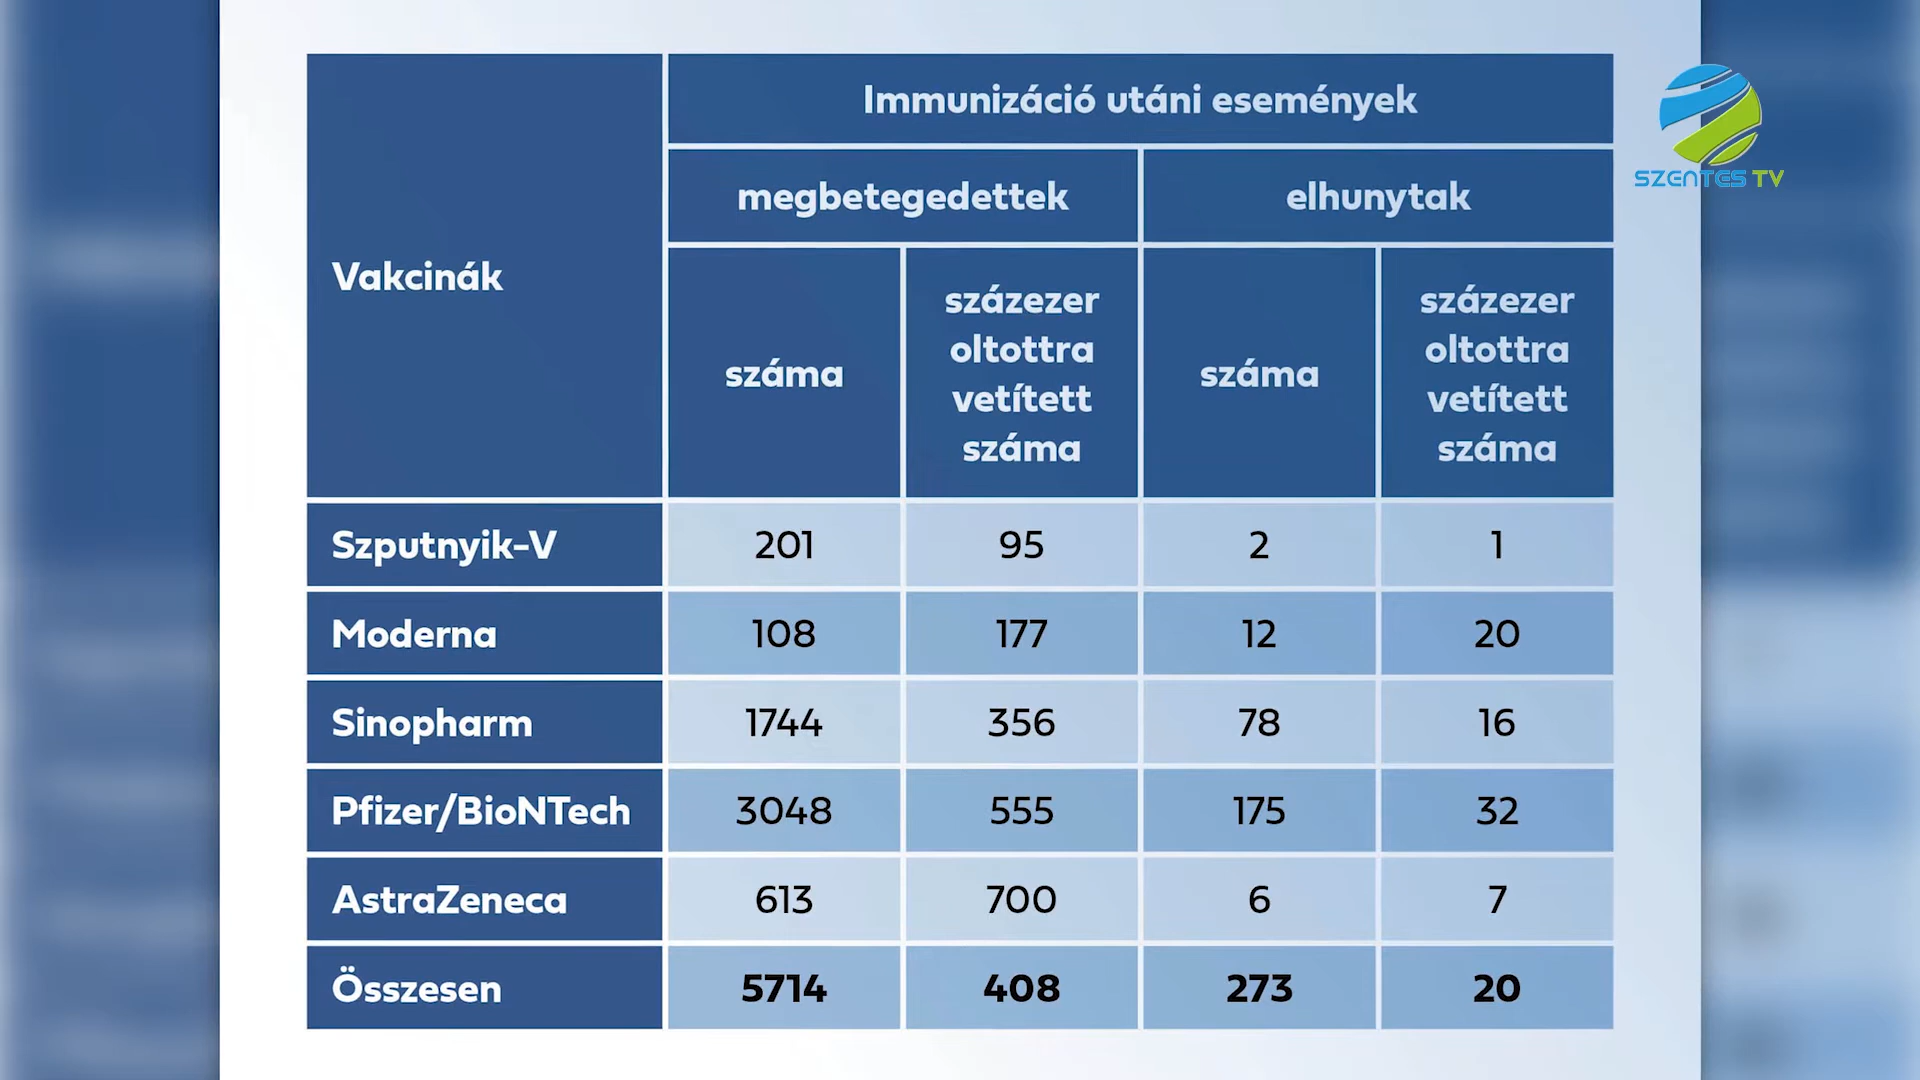 Immunizáció utáni események
SZENTES TV
megbetegedettek elhunytak
Vakcinák
száma
százezer
oltottra
vetített
száma
száma
százezer
oltottra
vetített
száma
Szputnyik-V 201 95 2 1
Moderna 108 177 12 20
Sinopharm 1744 356 78 16
Pfizer/BioNTech 3048 555 175 32
AstraZeneca 613 700 6 7
Összesen 5714 408 273 20